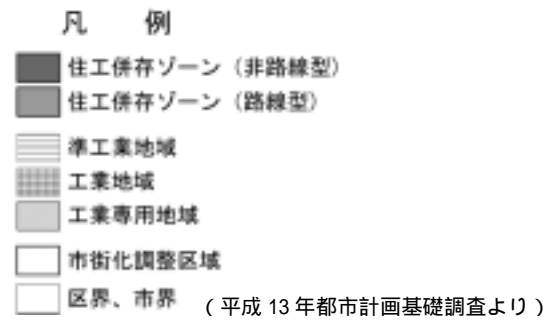 凡　例
住工併存ゾーン（非路線型）
住工併存ゾーン（路線型）
準工業地域
工業地域
工業専用地域
市街化調整区域
区界、市界　（平成 13 年都市計画基礎調査より）